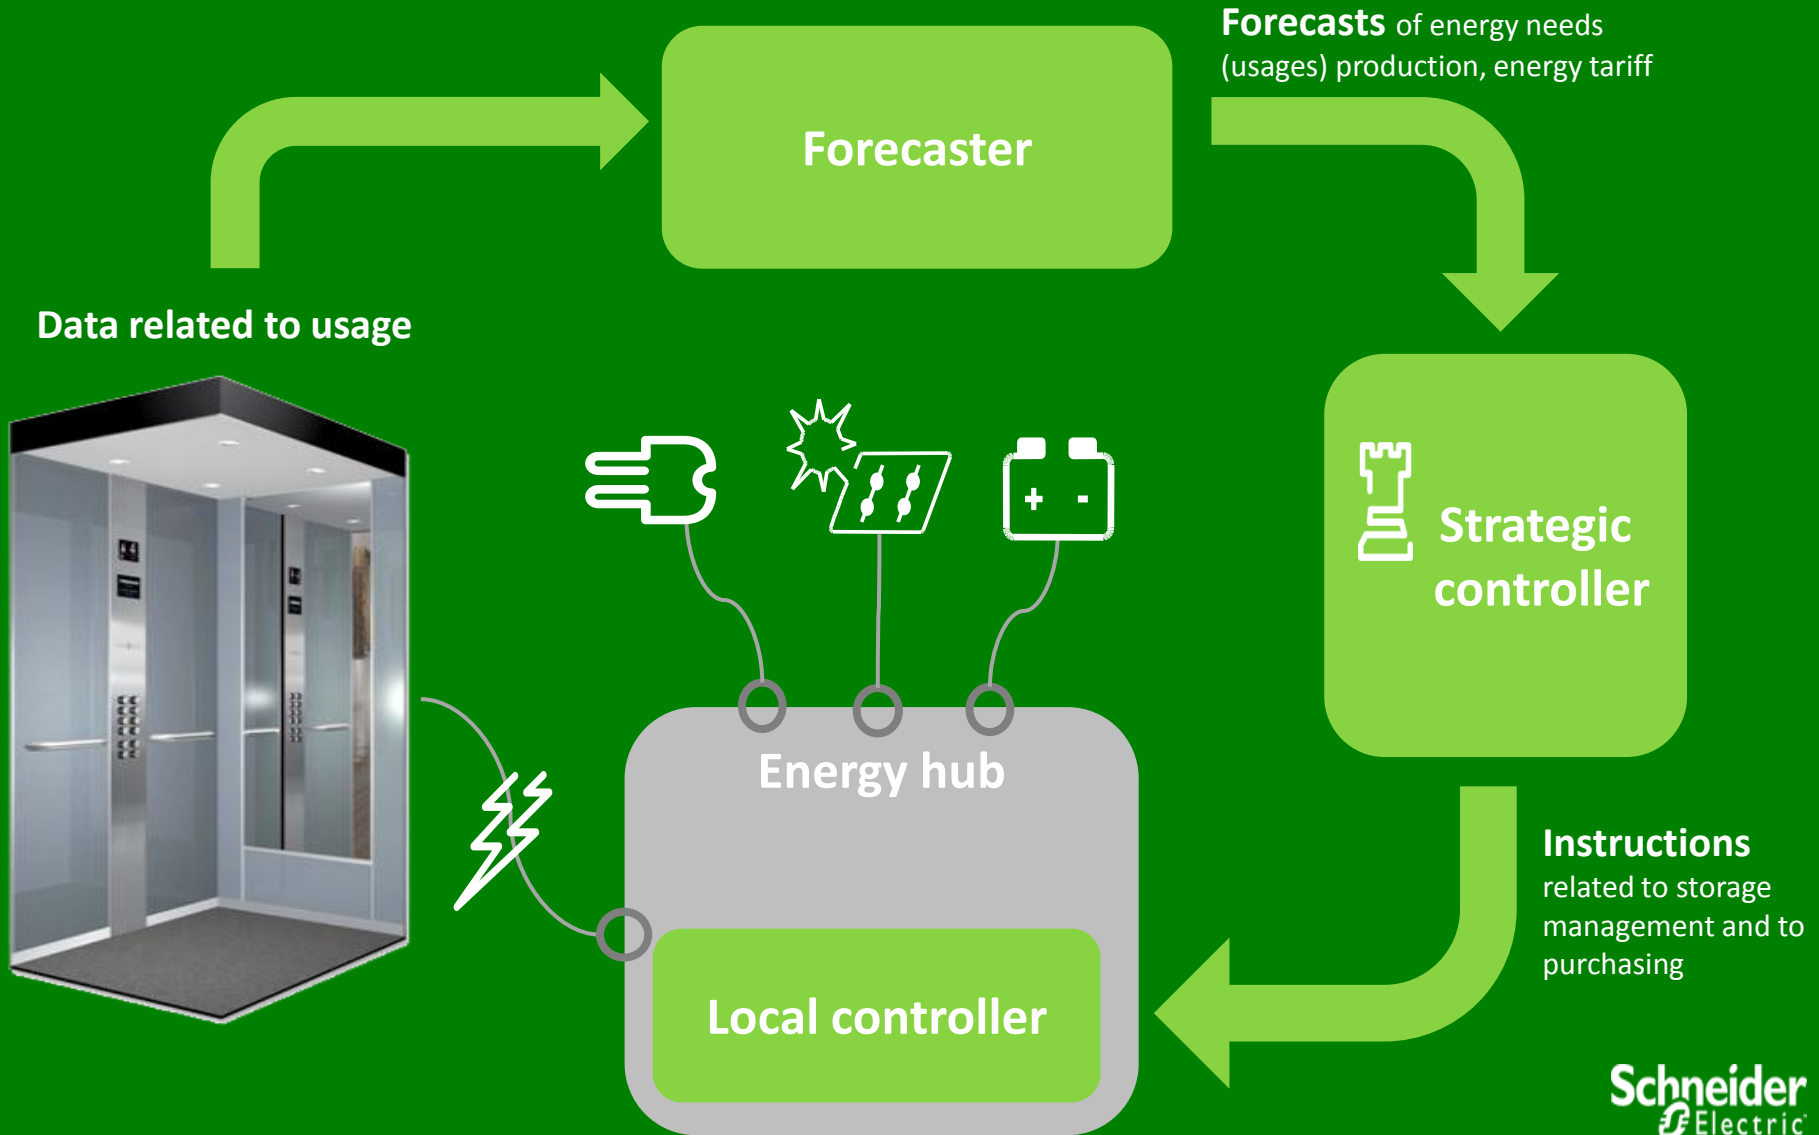 Forecasts of energy needs
(usages) production, energy tariff
Forecaster
Data related to usage
+ -
Strategic
controller
Energy hub
Instructions
related to storage
management and to
purchasing
Local controller
Schneider
Electric